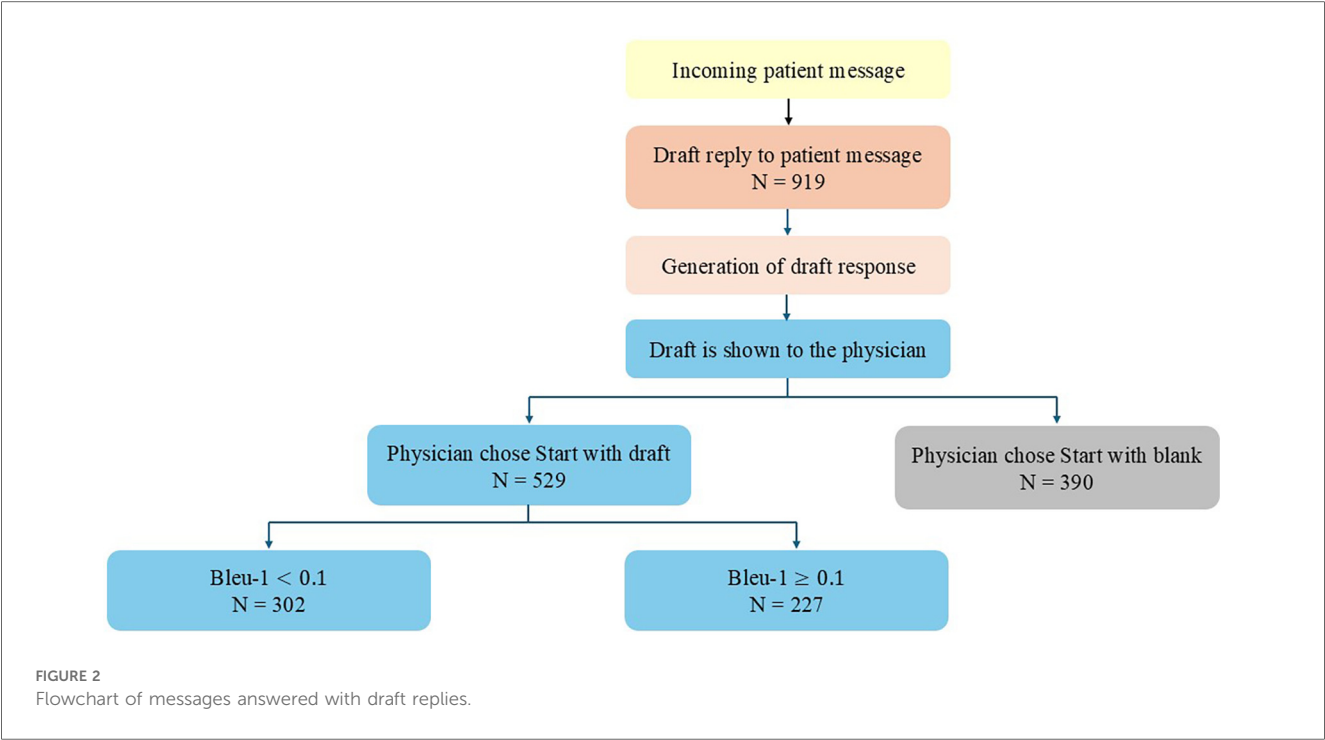 Incoming patient message
Draft reply to patient message
N = 919
Generation of draft response
Draft is shown to the physician
Physician chose Start with draft
N = 529
Physician chose Start with blank
N = 390
Bleu-1 < 0.1
N = 302
Bleu-1 ≥ 0.1
N = 227
FIGURE 2
Flowchart of messages answered with draft replies.